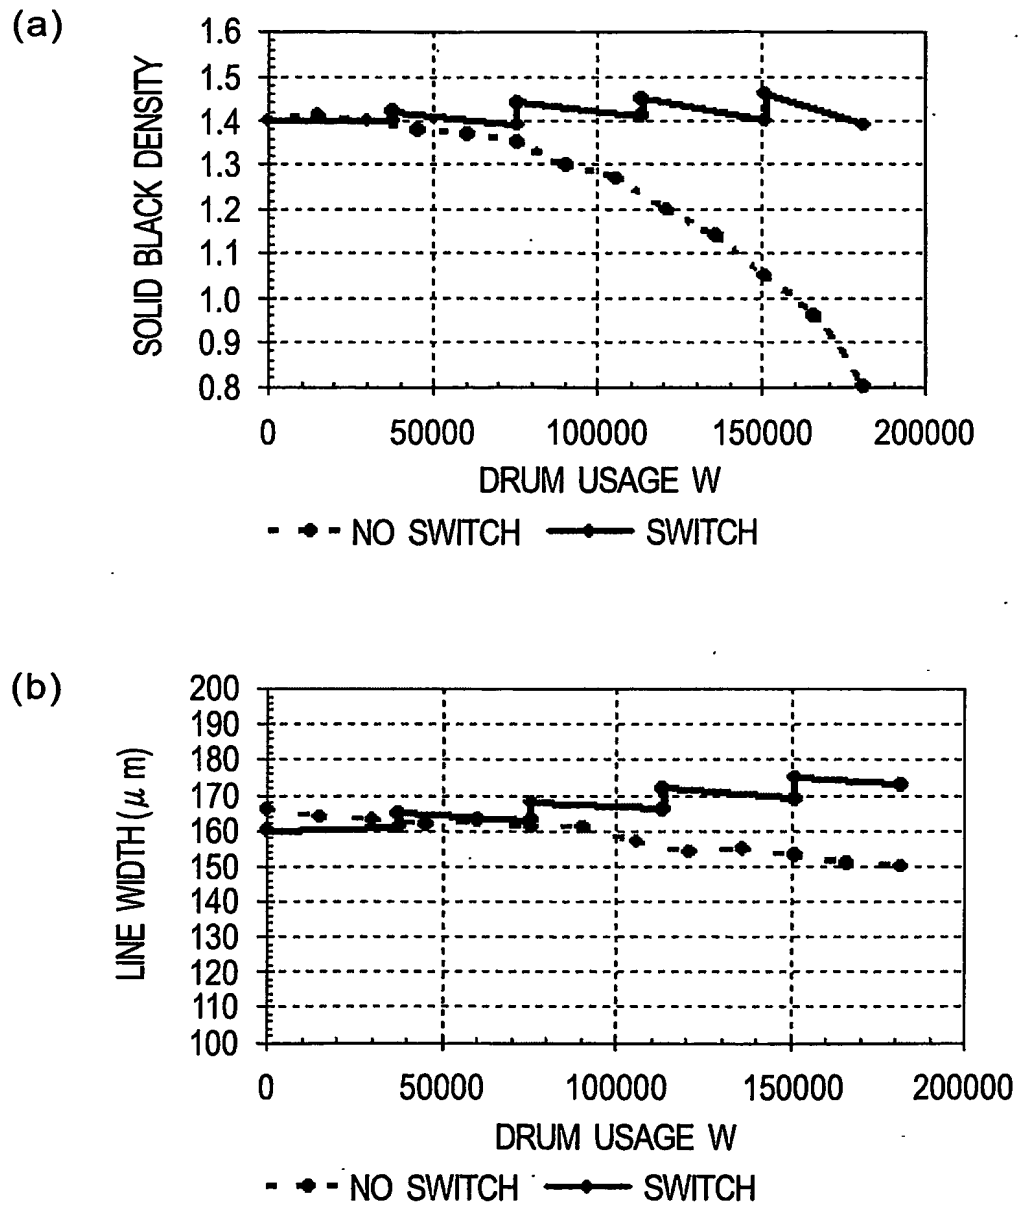 (a)
SOLID BLACK DENSITY
1.6
1.5
1.4
1.3
1.2
1.1
1.0
0.9
0.8
0 50000 100000 150000 200000
DRUM USAGE W
NO SWITCH SWITCH
(b)
LINE WIDTH (μm)
200
190
180
170
160
150
140
130
120
110
100
0 50000 100000 150000 200000
DRUM USAGE W
NO SWITCH SWITCH